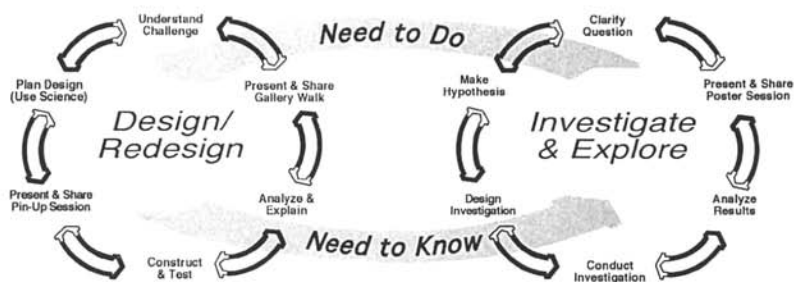 Understand
Challenge
Need to Do
Clarify
Question
Plan Design
(Use Science)
Present & Share
Gallery Walk
Make
Hypothesis
Present & Share
Poster Session
Design/
Redesign
Investigate
& Explore
Present & Share
Pin-Up Session
Analyze &
Explain
Design
Investigation
Analyze
Results
Need to Know
Construct
& Test
Conduct
Investigation